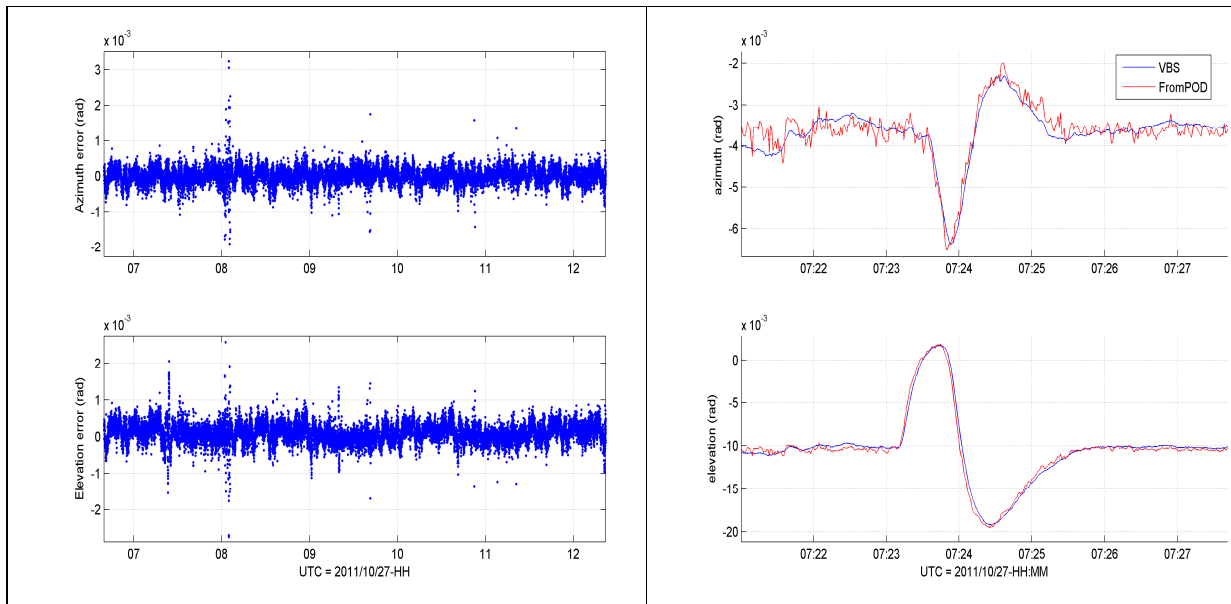 x 10^-3
Azimuth error (rad)
3
2
1
0
-1
-2
07 08 09 10 11 12
x 10^-3
Elevation error (rad)
2
1
0
-1
-2
07 08 09 10 11 12
UTC = 2011/10/27-HH
x 10^-3
VBS
FromPOD
azimuth (rad)
-2
-3
-4
-5
-6
07:22 07:23 07:24 07:25 07:26 07:27
x 10^-3
elevation (rad)
0
-5
-10
-15
-20
07:22 07:23 07:24 07:25 07:26 07:27
UTC = 2011/10/27-HH:MM